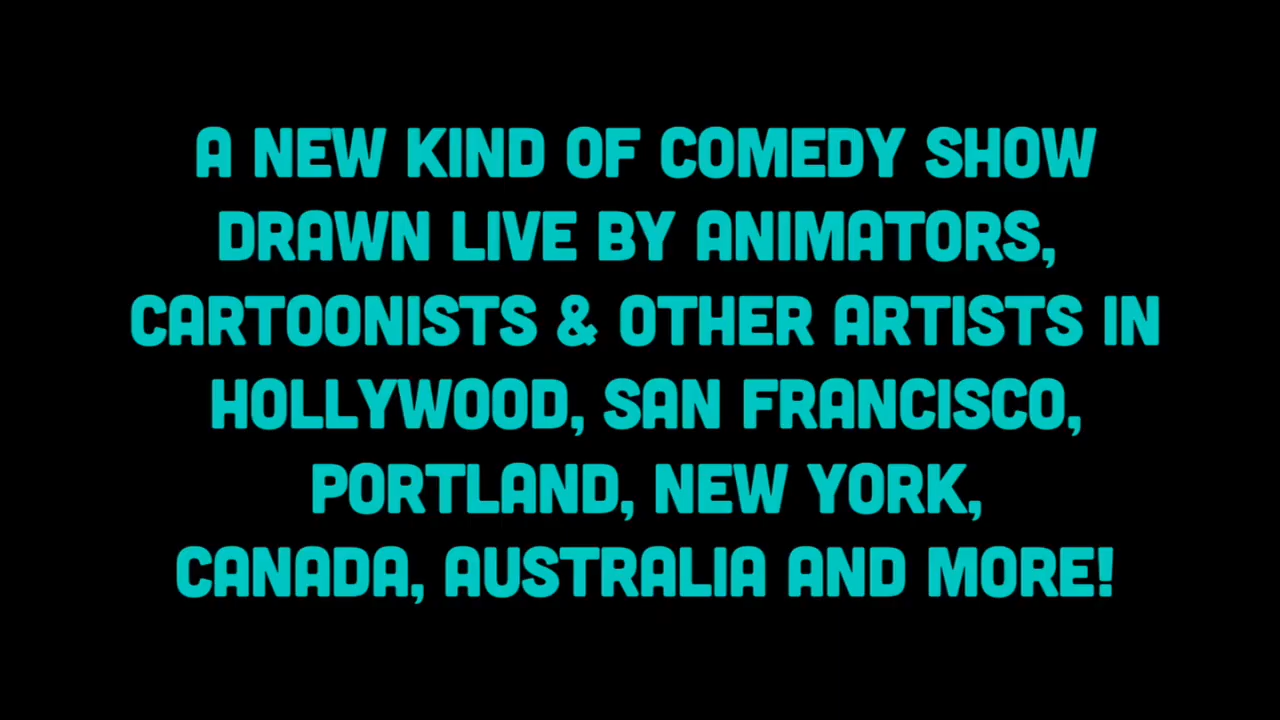 A NEW KIND OF COMEDY SHOW
DRAWN LIVE BY ANIMATORS,
CARTOONISTS & OTHER ARTISTS IN
HOLLYWOOD, SAN FRANCISCO,
PORTLAND, NEW YORK,
CANADA, AUSTRALIA AND MORE!